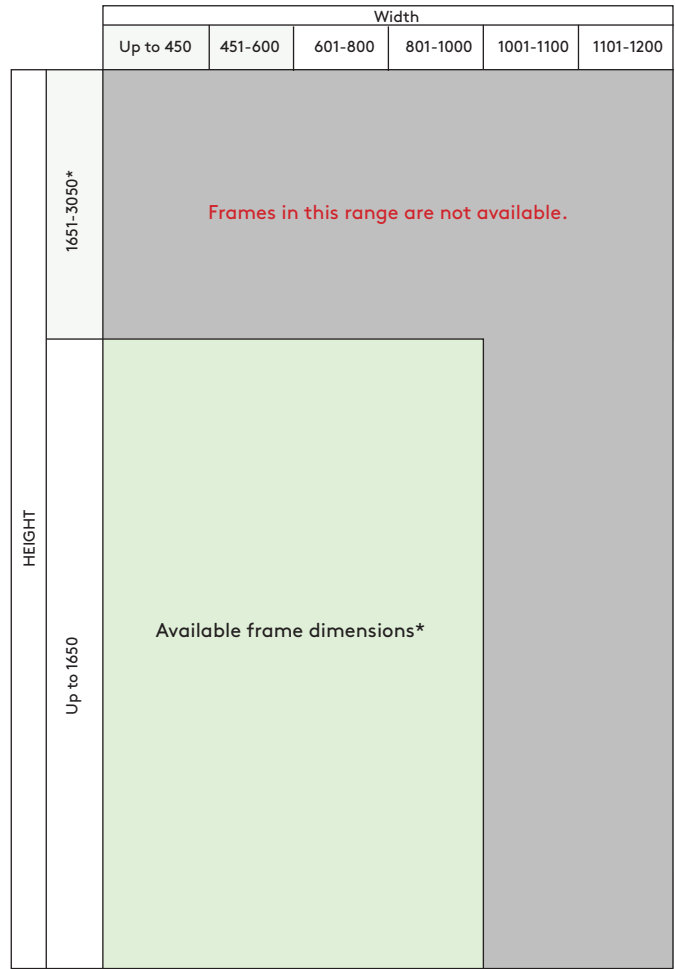 Width
Up to 450 451-600 601-800 801-1000 1001-1100 1101-1200
HEIGHT
1651-3050*
Frames in this range are not available.
Up to 1650
Available frame dimensions*